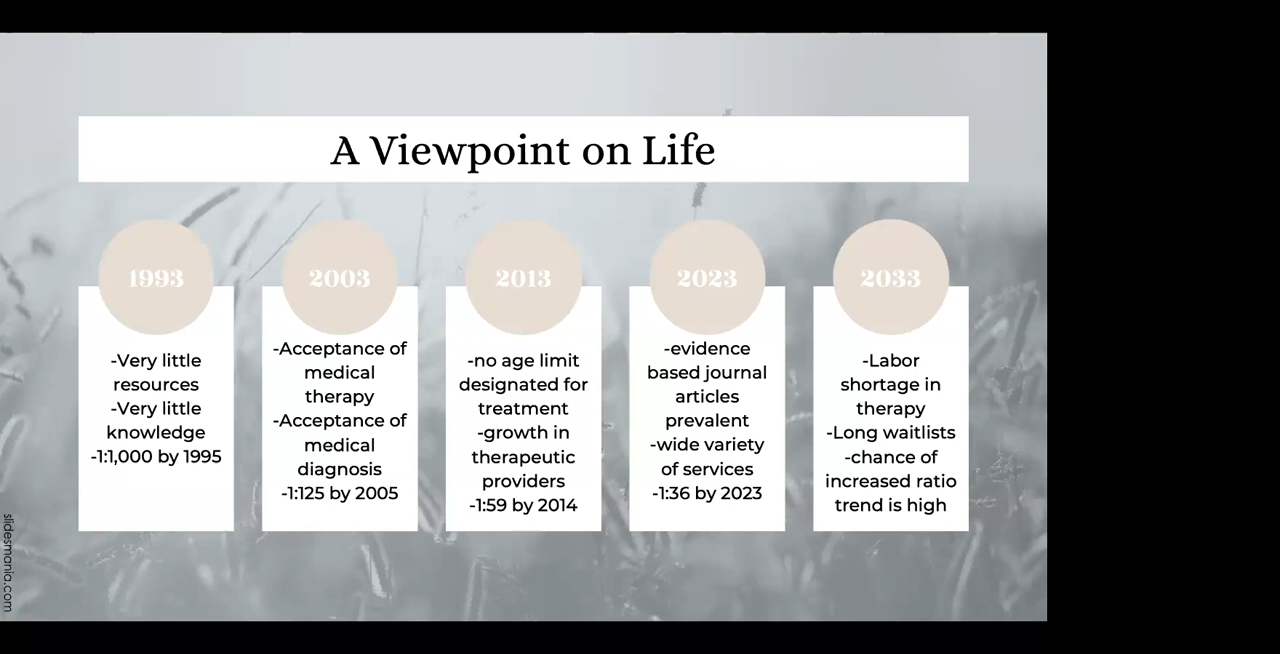 A Viewpoint on Life
1993
-Very little
resources
-Very little
knowledge
-1:1,000 by 1995
2003
-Acceptance of
medical
therapy
-Acceptance of
medical
diagnosis
-1:125 by 2005
2013
-no age limit
designated for
treatment
-growth in
therapeutic
providers
-1:59 by 2014
2023
-evidence
based journal
articles
prevalent
-wide variety
of services
-1:36 by 2023
2033
-Labor
shortage in
therapy
-Long waitlists
-chance of
increased ratio
trend is high
slidesmania.com